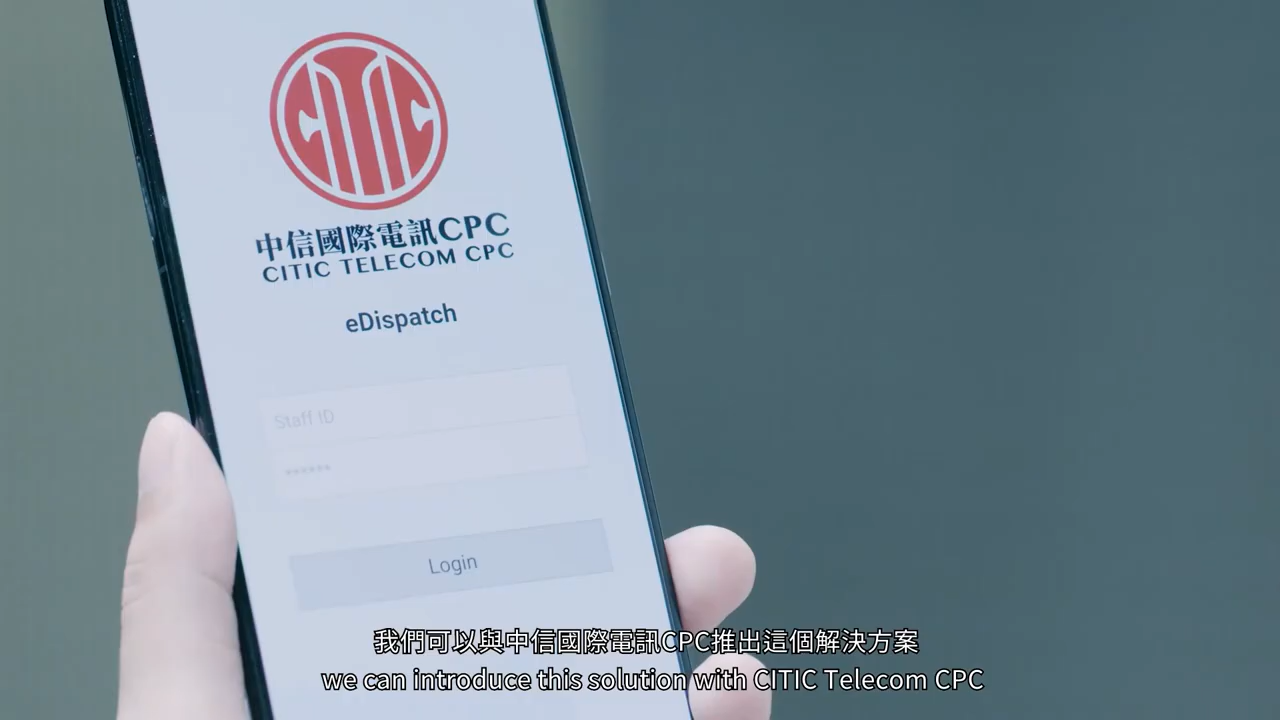 CITIC
中信國際電訊CPC
CITIC TELECOM CPC
eDispatch
Staff ID
******
Login
我們可以與中信國際電訊CPC推出這個解決方案
we can introduce this solution with CITIC Telecom CPC